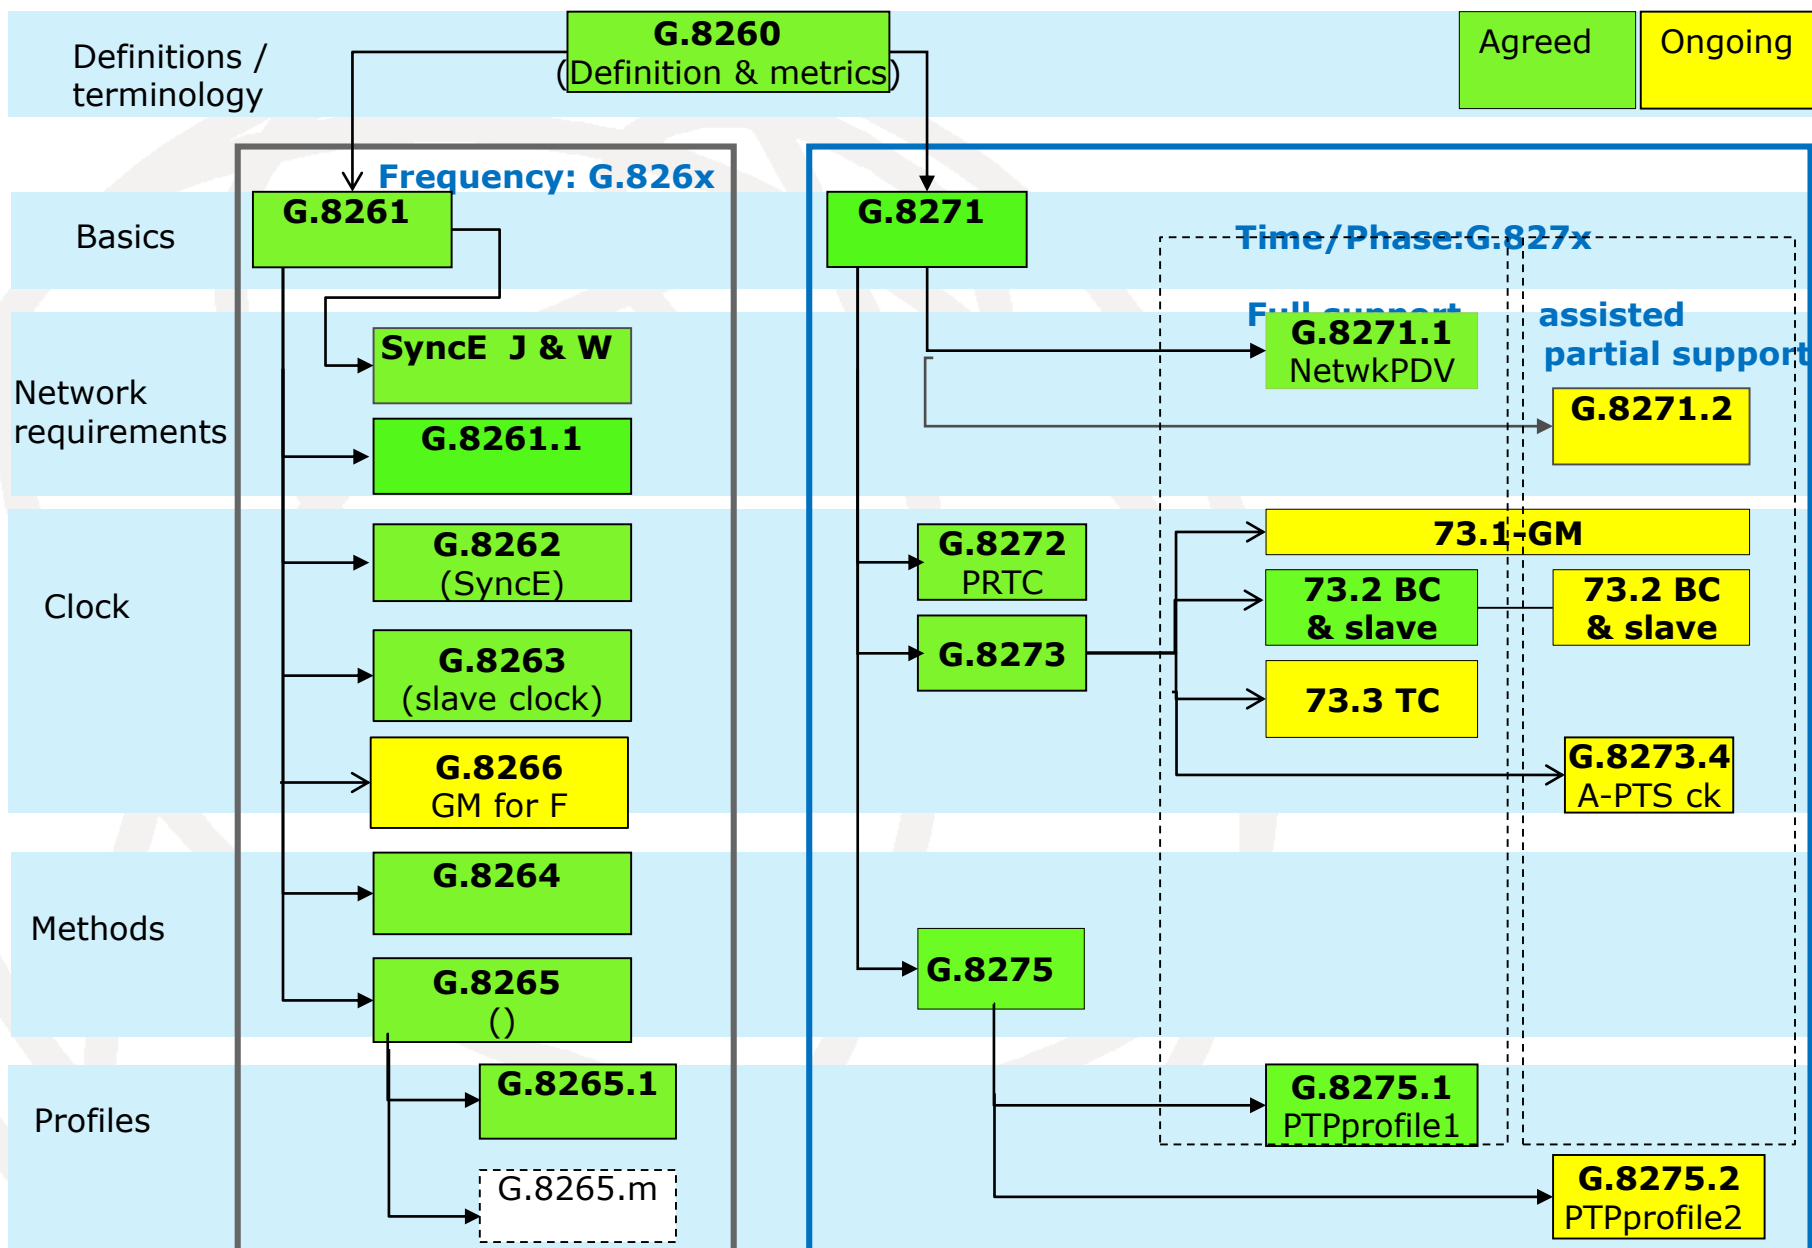 Definitions /
terminology
G.8260
(Definition & metrics)
Agreed
Ongoing
Frequency: G.826x
Basics
G.8261
G.8271
Time/Phase:G.827x
Full support
assisted
partial support
Network
requirements
SyncE J & W
G.8261.1
G.8271.1
NetwkPDV
G.8271.2
Clock
G.8262
(SyncE)
G.8263
(slave clock)
G.8266
GM for F
G.8272
PRTC
G.8273
73.1-GM
73.2 BC
& slave
73.2 BC
& slave
73.3 TC
G.8273.4
A-PTS ck
Methods
G.8264
G.8265
()
G.8275
Profiles
G.8265.1
G.8265.m
G.8275.1
PTPprofile1
G.8275.2
PTPprofile2